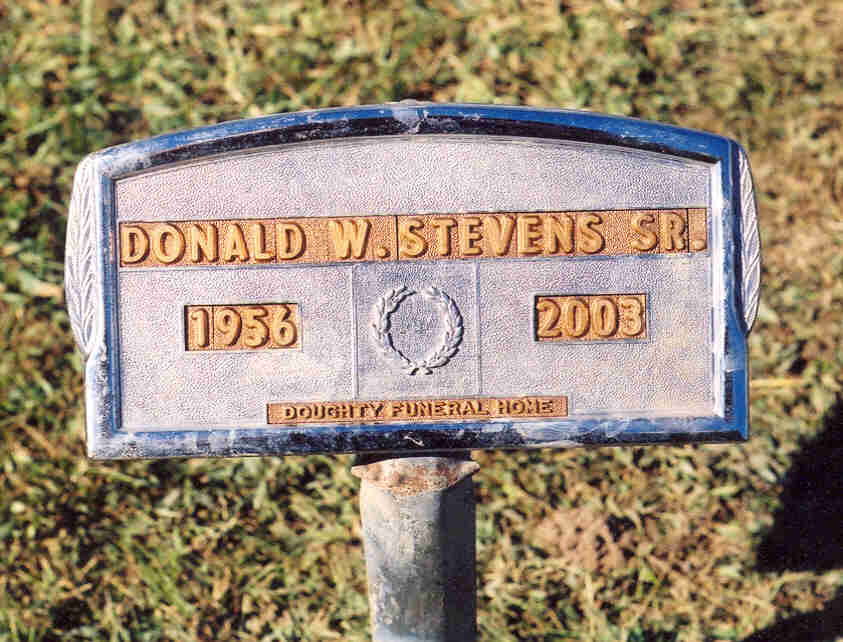 DONALD W. STEVENS SR.
1956 2003
DOUGHTY FUNERAL HOME